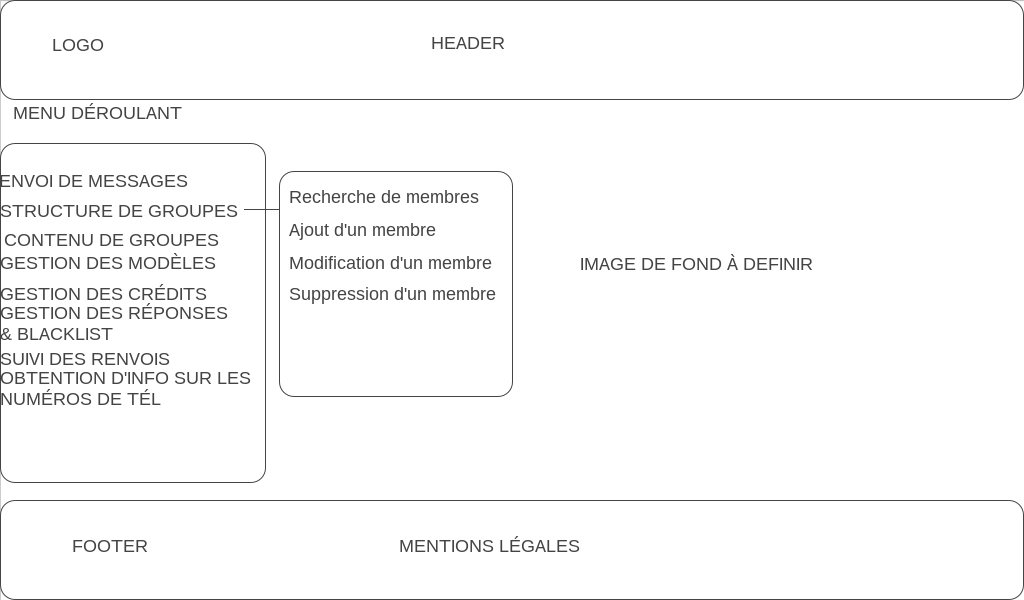 LOGO
HEADER
MENU DÉROULANT
ENVOI DE MESSAGES
STRUCTURE DE GROUPES
CONTENU DE GROUPES
GESTION DES MODÈLES
GESTION DES CRÉDITS
GESTION DES RÉPONSES
& BLACKLIST
SUIVI DES RENVOIS
OBTENTION D'INFO SUR LES
NUMÉROS DE TÉL
Recherche de membres
Ajout d'un membre
Modification d'un membre
Suppression d'un membre
IMAGE DE FOND À DEFINIR
FOOTER
MENTIONS LÉGALES